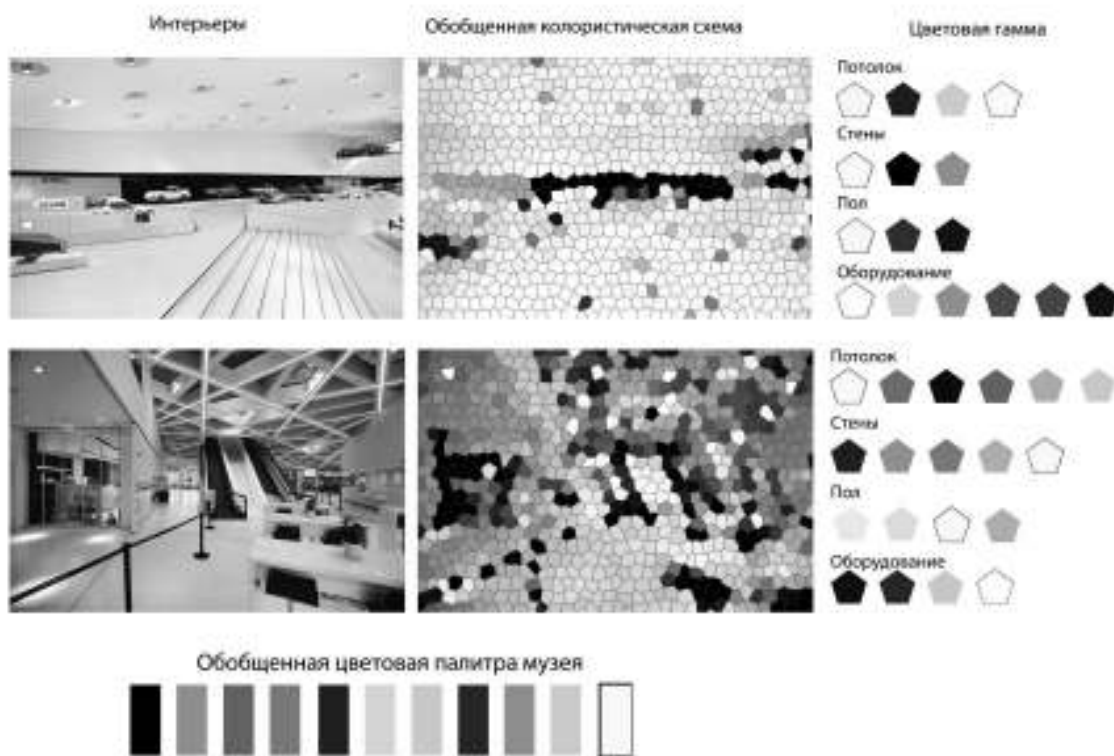 Интерьеры
Обобщенная колористическая схема
Цветовая гамма
Потолок
Стены
Пол
Оборудование
Потолок
Стены
Пол
Оборудование
Обобщенная цветовая палитра музея